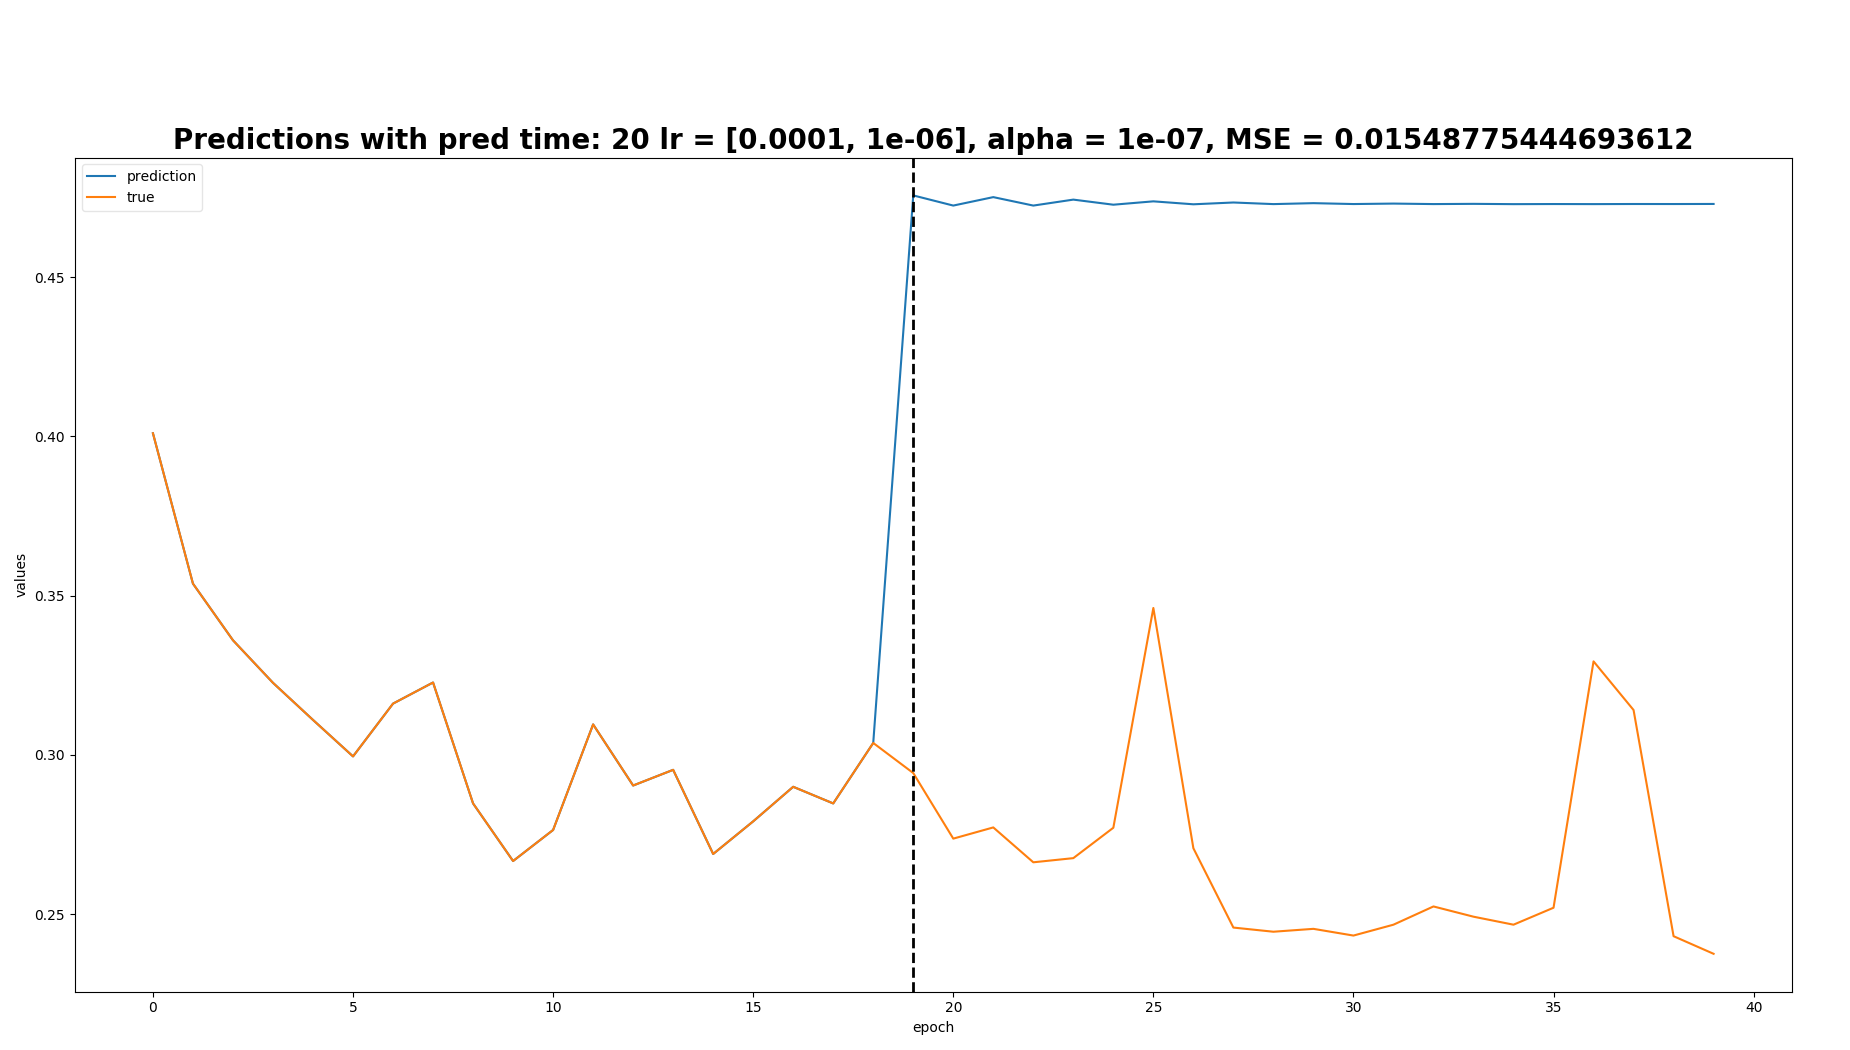 Predictions with pred time: 20 lr = [0.0001, 1e-06], alpha = 1e-07, MSE = 0.01548775444693612
prediction
true
0.45
0.40
0.35
0.30
0.25
values
0 5 10 15 20 25 30 35 40
epoch